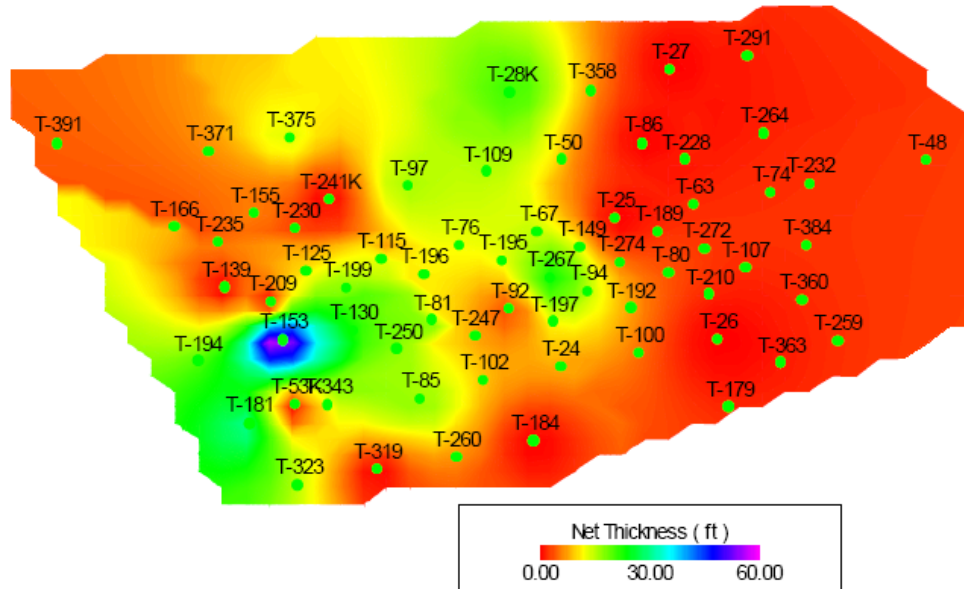 T-27
T-291
T-28K
T-358
T-391
T-371
T-375
T-86
T-228
T-264
T-48
T-50
T-97
T-109
T-74
T-232
T-155
T-241K
T-63
T-166
T-235
T-230
T-25
T-189
T-76
T-67
T-149
T-272
T-384
T-125
T-115
T-196
T-195
T-267
T-274
T-80
T-107
T-139
T-209
T-199
T-94
T-210
T-360
T-153
T-130
T-81
T-92
T-197
T-192
T-26
T-259
T-194
T-250
T-247
T-100
T-363
T-102
T-24
T-53K
T-343
T-85
T-179
T-181
T-184
T-260
T-319
T-323
Net Thickness ( ft )
0.00 30.00 60.00